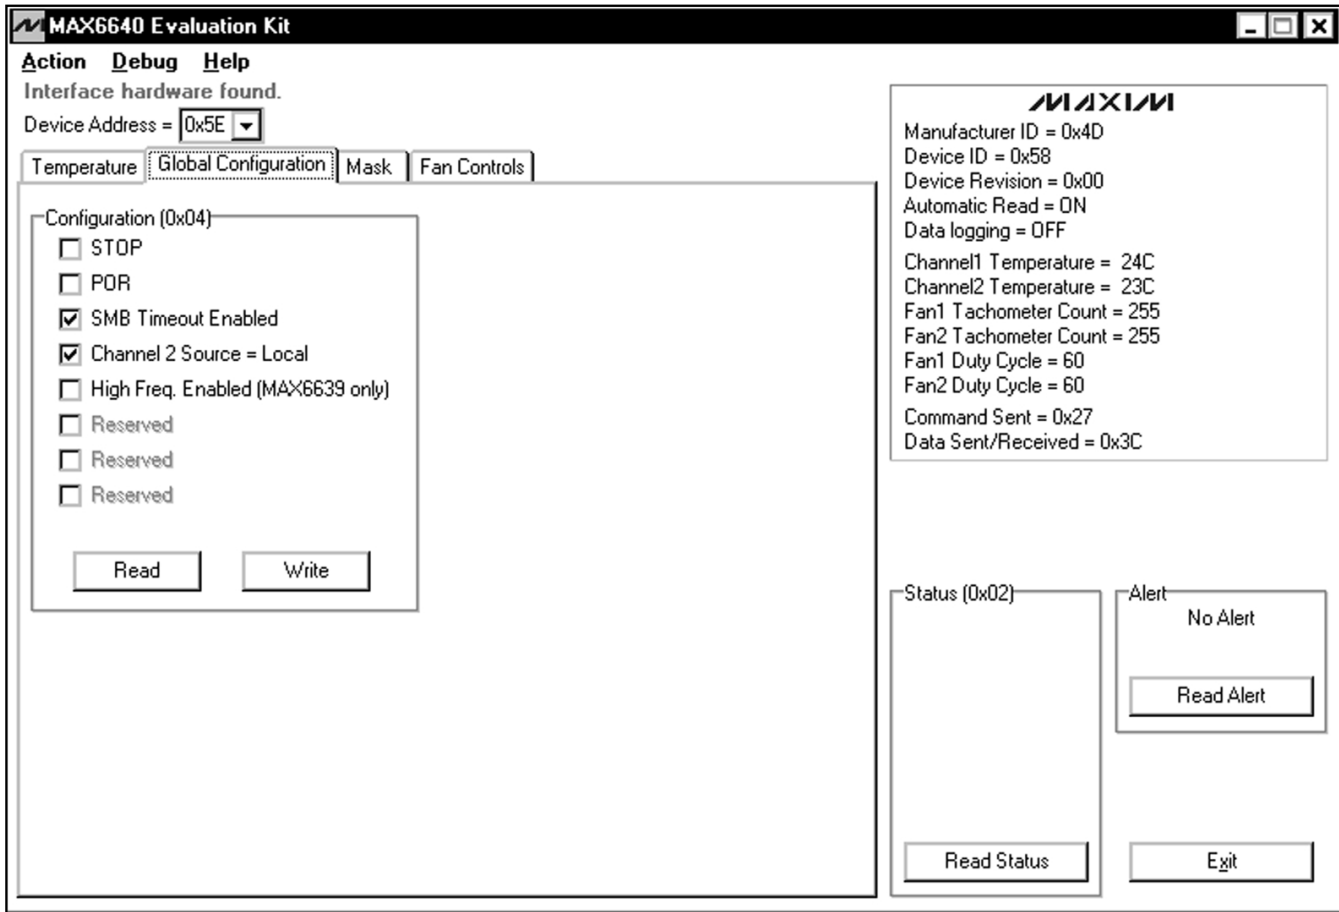 MAX6640 Evaluation Kit
Action Debug Help
Interface hardware found.
Device Address = 0x5E
Temperature Global Configuration Mask Fan Controls
Configuration (0x04)
STOP
POR
SMB Timeout Enabled
Channel 2 Source = Local
High Freq. Enabled (MAX6639 only)
Reserved
Reserved
Reserved
Read Write
MAXIM
Manufacturer ID = 0x4D
Device ID = 0x58
Device Revision = 0x00
Automatic Read = ON
Data logging = OFF
Channel1 Temperature = 24C
Channel2 Temperature = 23C
Fan1 Tachometer Count = 255
Fan2 Tachometer Count = 255
Fan1 Duty Cycle = 60
Fan2 Duty Cycle = 60
Command Sent = 0x27
Data Sent/Received = 0x3C
Status (0x02)
Read Status
Alert
No Alert
Read Alert
Exit